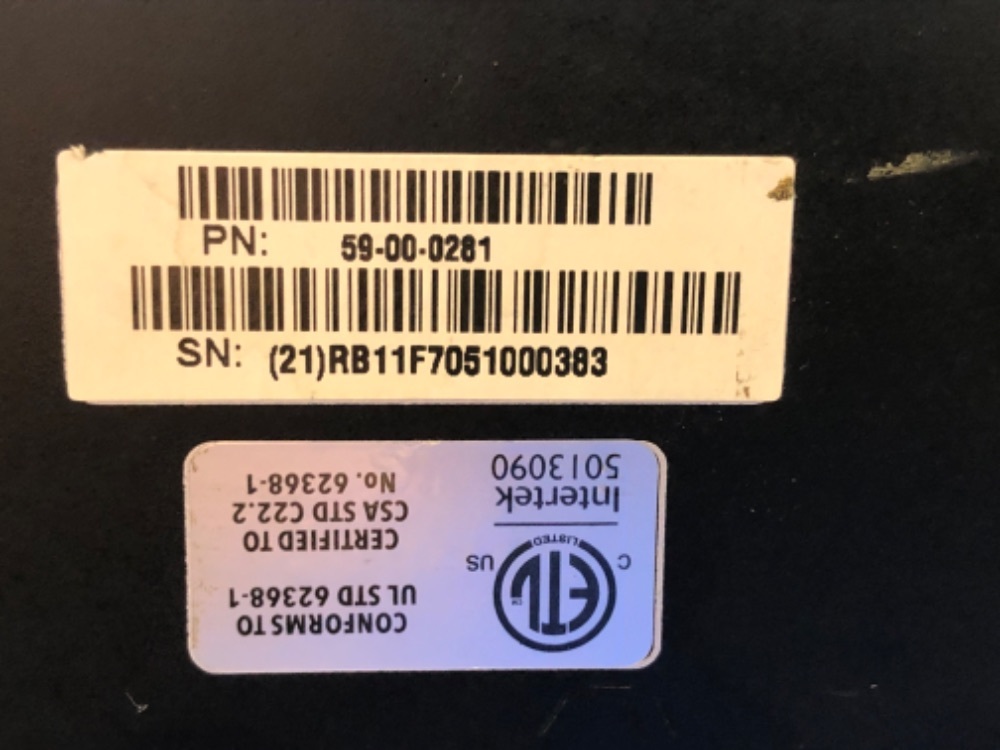 PN: 59-00-0281
SN: (21)RB11F7051000383
ETL
LISTED
C US
Intertek
5013090
CONFORMS TO
UL STD 62368-1
CERTIFIED TO
CSA STD C22.2
No. 62368-1